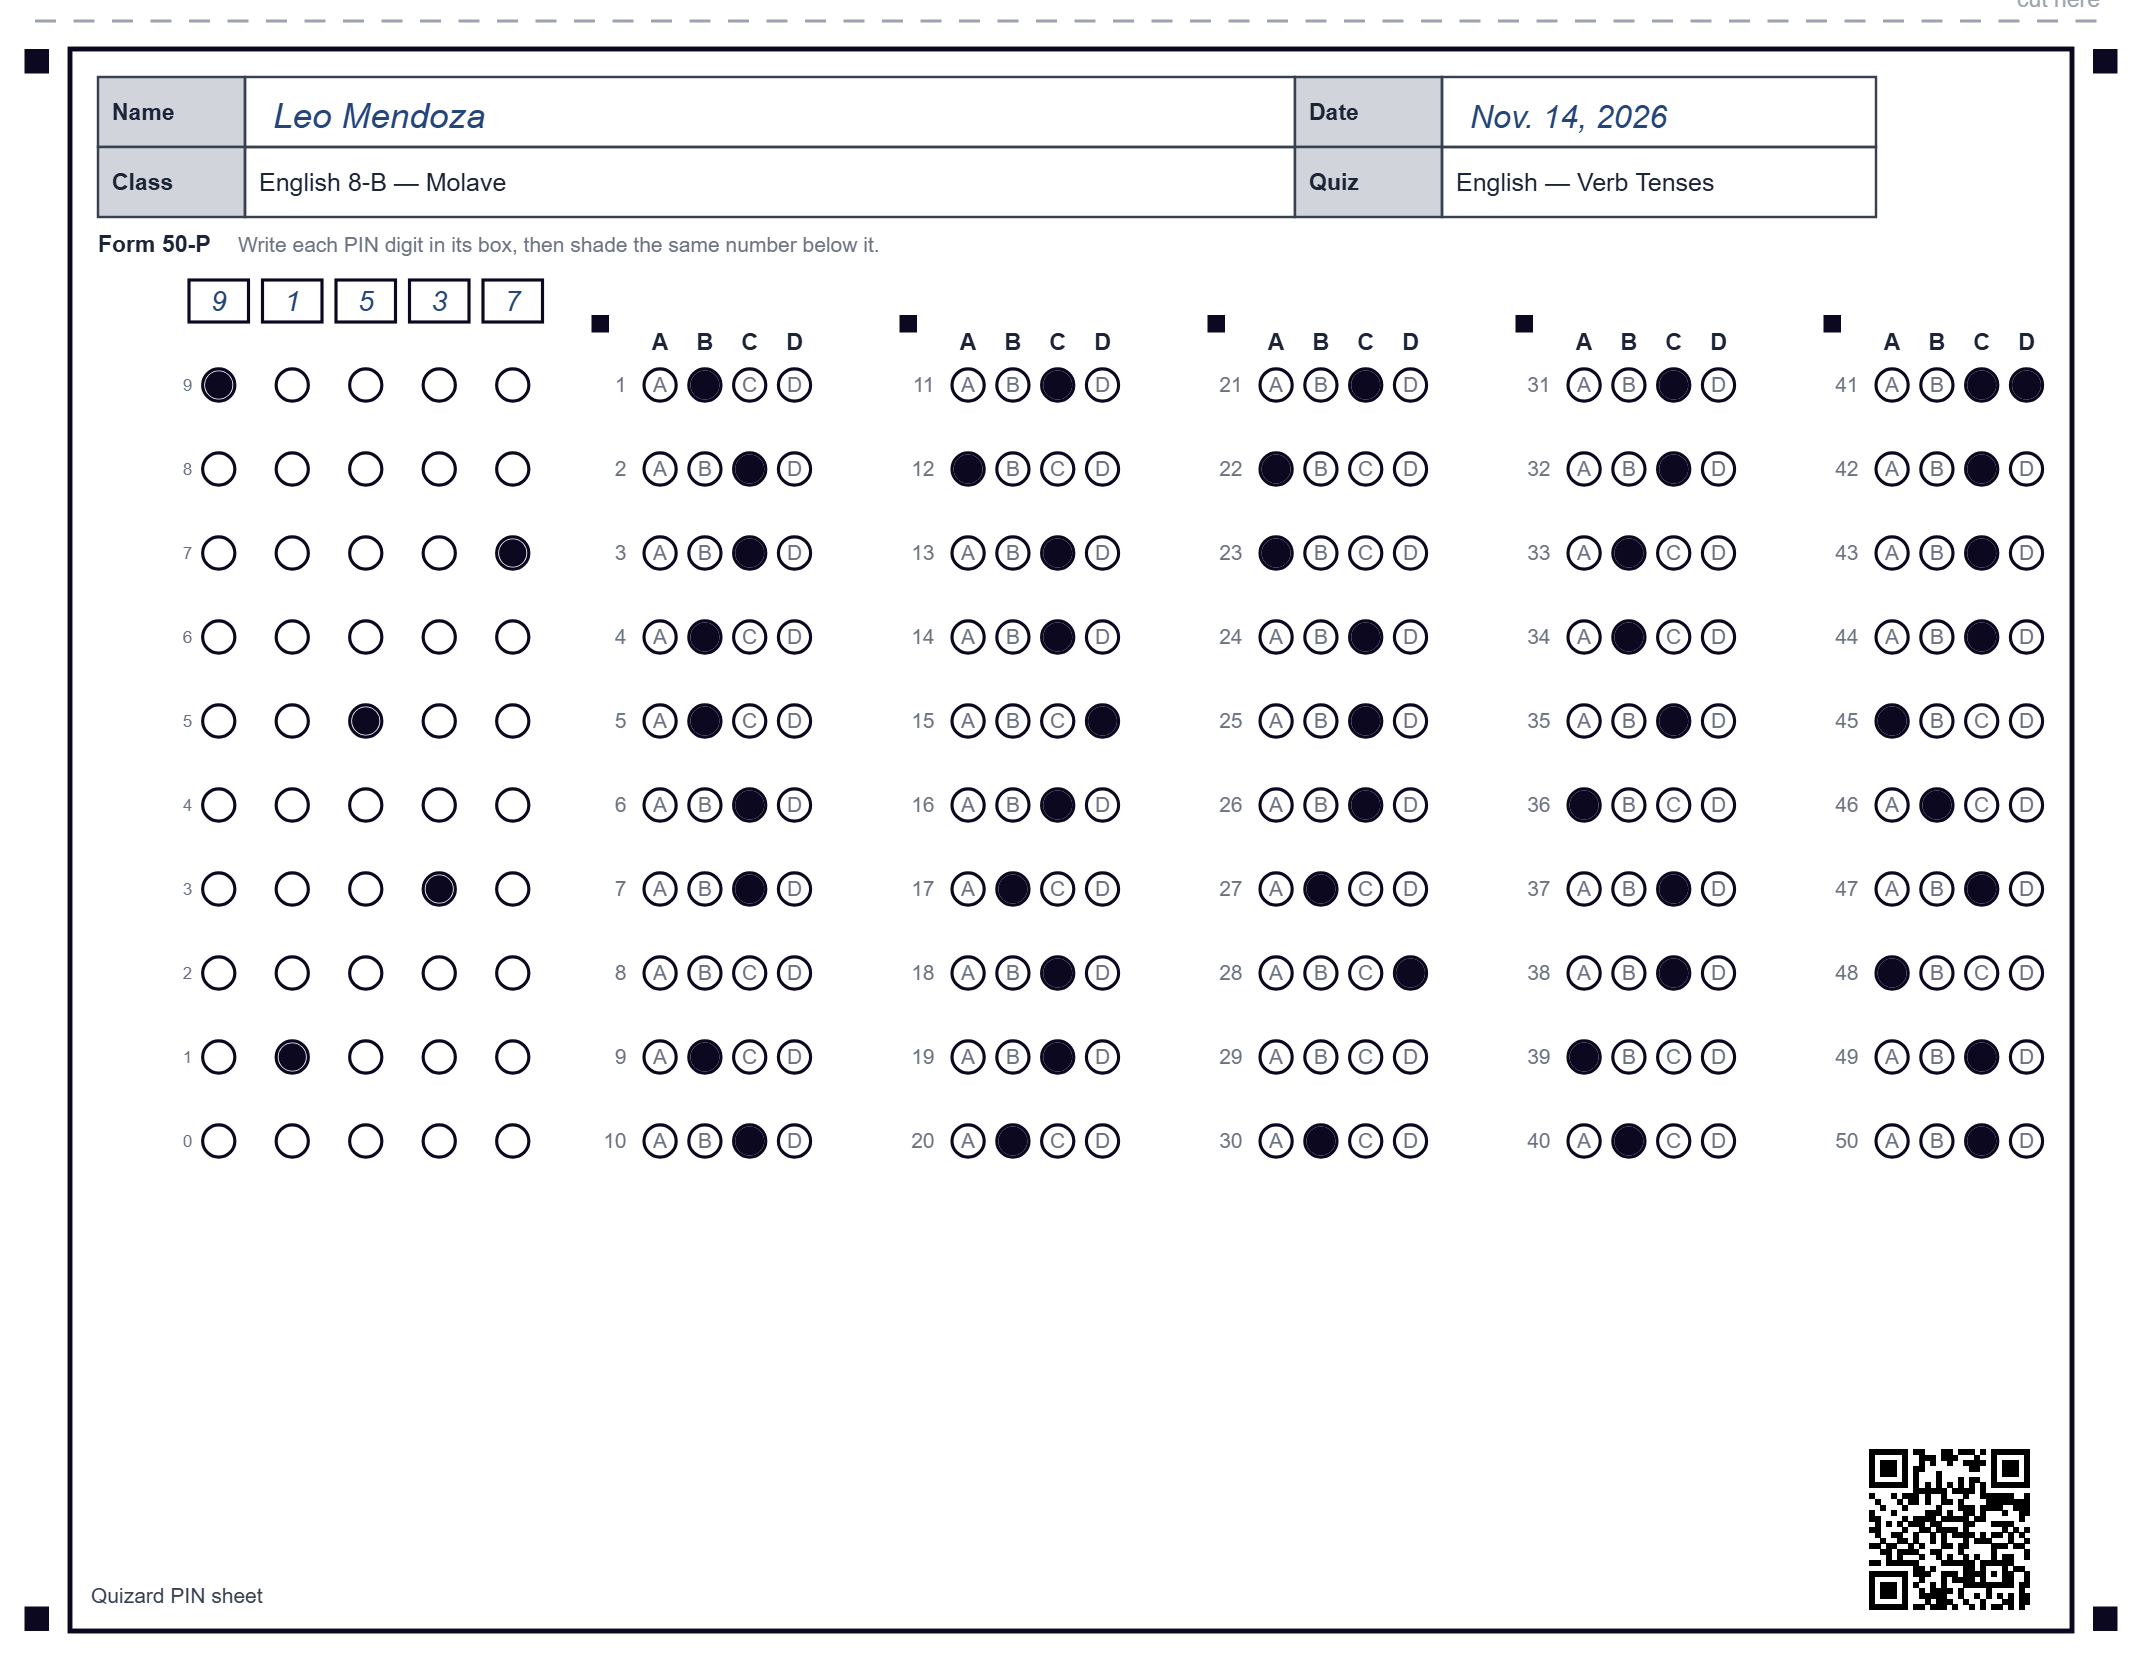 cut here
Name Leo Mendoza Date Nov. 14, 2026
Class English 8-B — Molave Quiz English — Verb Tenses
Form 50-P Write each PIN digit in its box, then shade the same number below it.
9 1 5 3 7
A B C D A B C D A B C D A B C D A B C D
9 1 A C D 11 A B D 21 A B D 31 A B D 41 A B
8 2 A B D 12 B C D 22 B C D 32 A B D 42 A B D
7 3 A B D 13 A B D 23 B C D 33 A C D 43 A B D
6 4 A C D 14 A B D 24 A B D 34 A C D 44 A B D
5 5 A C D 15 A B C 25 A B D 35 A B D 45 B C D
4 6 A B D 16 A B D 26 A B D 36 B C D 46 A C D
3 7 A B D 17 A C D 27 A C D 37 A B D 47 A B D
2 8 A B C D 18 A B D 28 A B C 38 A B D 48 B C D
1 9 A C D 19 A B D 29 A B C D 39 B C D 49 A B D
0 10 A B D 20 A C D 30 A C D 40 A C D 50 A B D
Quizard PIN sheet